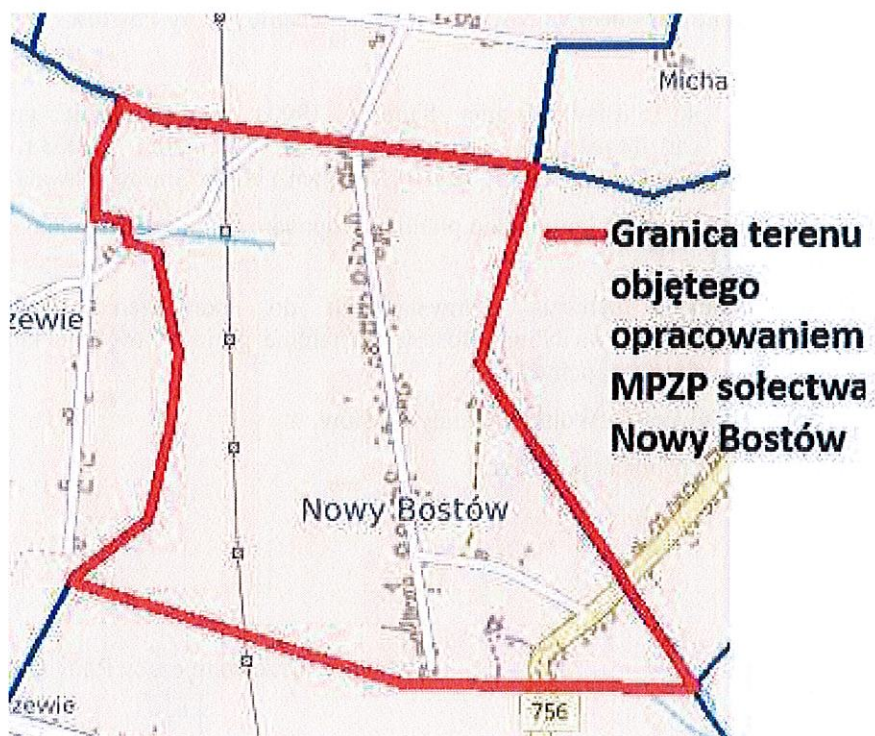 Micha
Granica terenu
objętego
opracowaniem
MPZP sołectwa
Nowy Bostów
zewie
Nowy Bostów
zewie
756